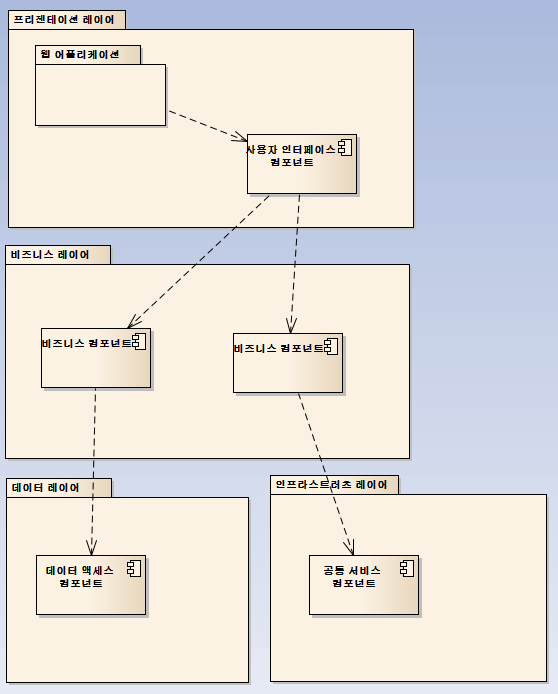 프리젠테이션 레이어
웹 어플리케이션
사용자 인터페이스
컴포넌트
비즈니스 레이어
비즈니스 컴포넌트
비즈니스 컴포넌트
데이터 레이어
인프라스트럭츠 레이어
데이터 액세스
컴포넌트
공통 서비스
컴포넌트